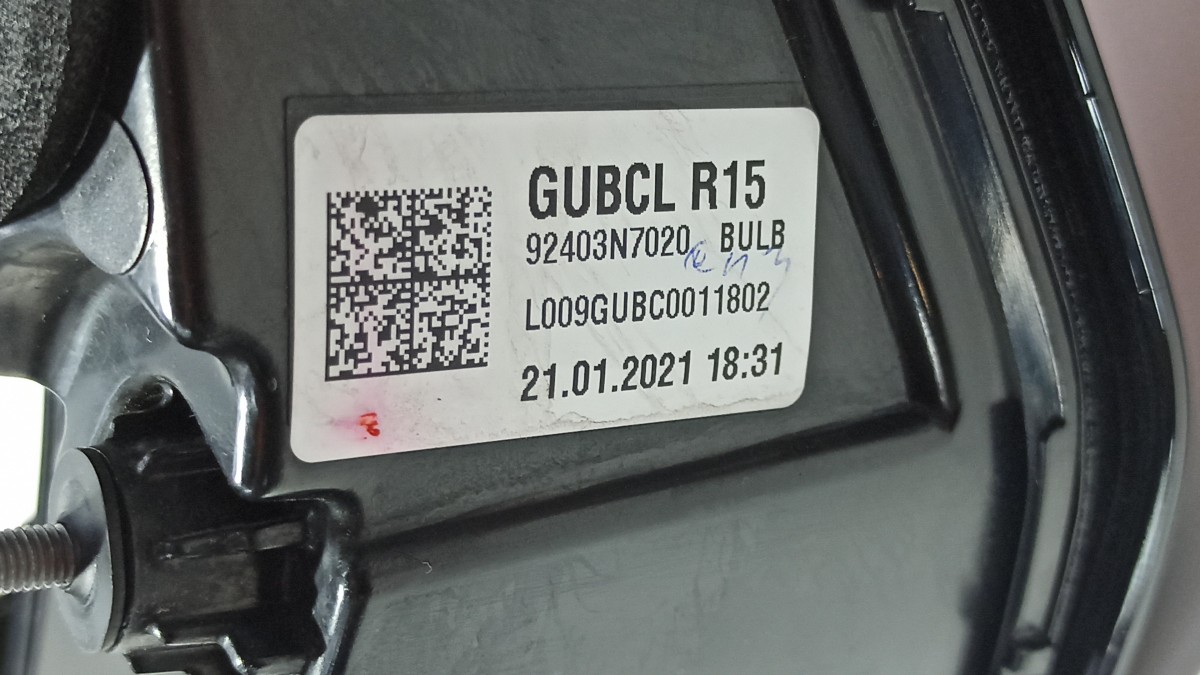 GUBCL R15
92403N7020 BULB
L009GUBC0011802
21.01.2021 18:31